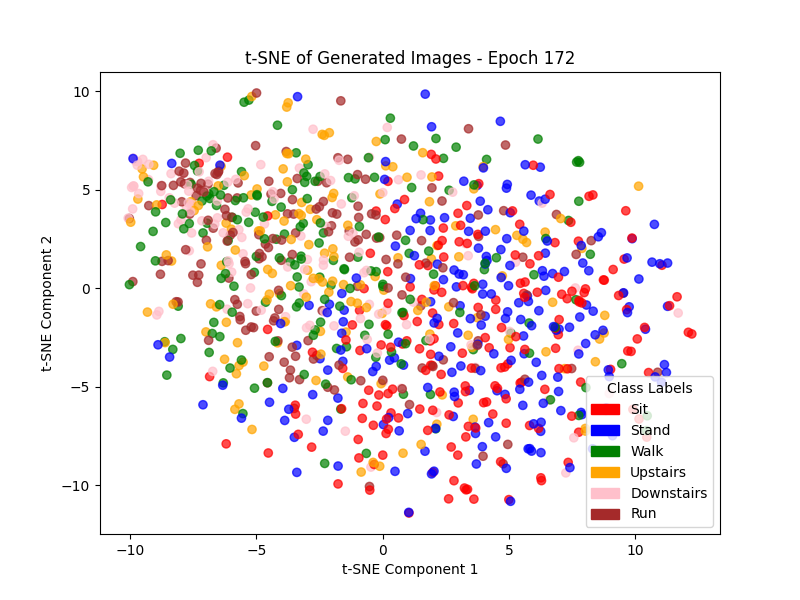 t-SNE of Generated Images - Epoch 172
10
5
0
−5
−10
t-SNE Component 2
−10
−5
0
5
10
t-SNE Component 1
Class Labels
Sit
Stand
Walk
Upstairs
Downstairs
Run